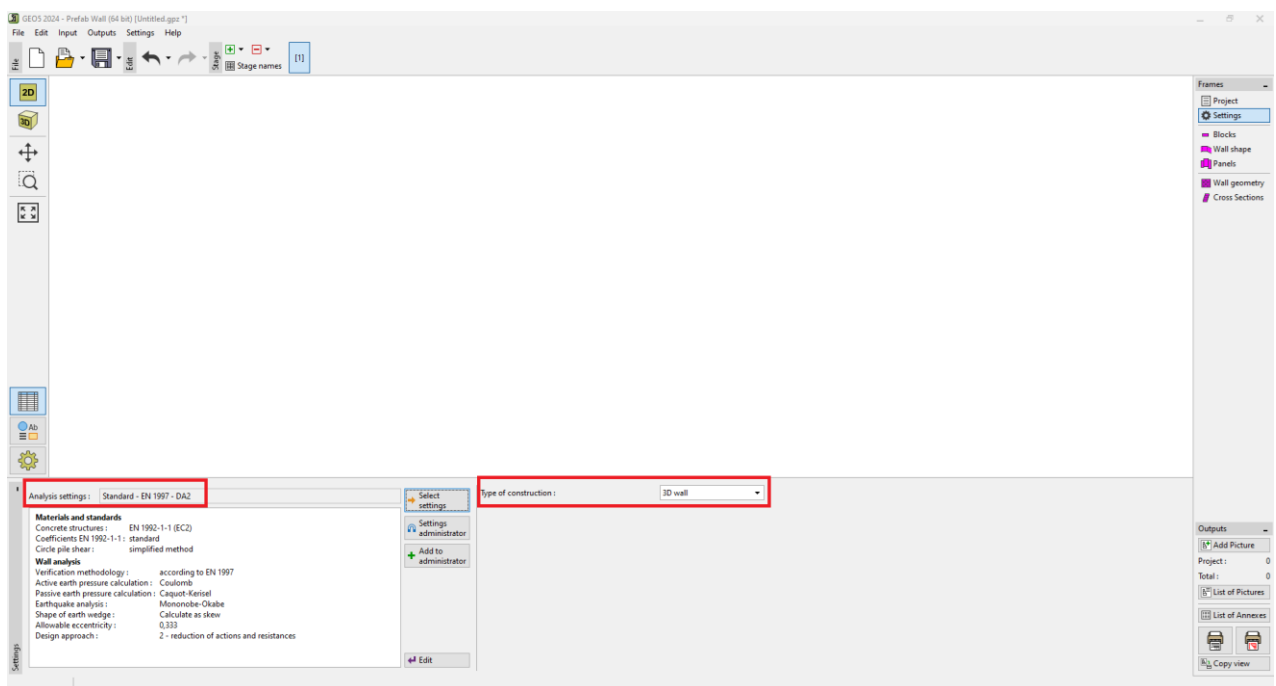 GEO5 2024 - Prefab Wall (64 bit) [Untitled.gpz *]
File Edit Input Outputs Settings Help
File
Edit
Stage
Stage names
[1]
2D
3D
Ab
Frames
Project
Settings
Blocks
Wall shape
Panels
Wall geometry
Cross Sections
Settings
Analysis settings : Standard - EN 1997 - DA2
Materials and standards
Concrete structures : EN 1992-1-1 (EC2)
Coefficients EN 1992-1-1 : standard
Circle pile shear : simplified method
Wall analysis
Verification methodology : according to EN 1997
Active earth pressure calculation : Coulomb
Passive earth pressure calculation : Caquot-Kerisel
Earthquake analysis : Mononobe-Okabe
Shape of earth wedge : Calculate as skew
Allowable eccentricity : 0,333
Design approach : 2 - reduction of actions and resistances
Select
settings
Settings
administrator
Add to
administrator
Edit
Type of construction : 3D wall
Outputs
Add Picture
Project : 0
Total : 0
List of Pictures
List of Annexes
Copy view